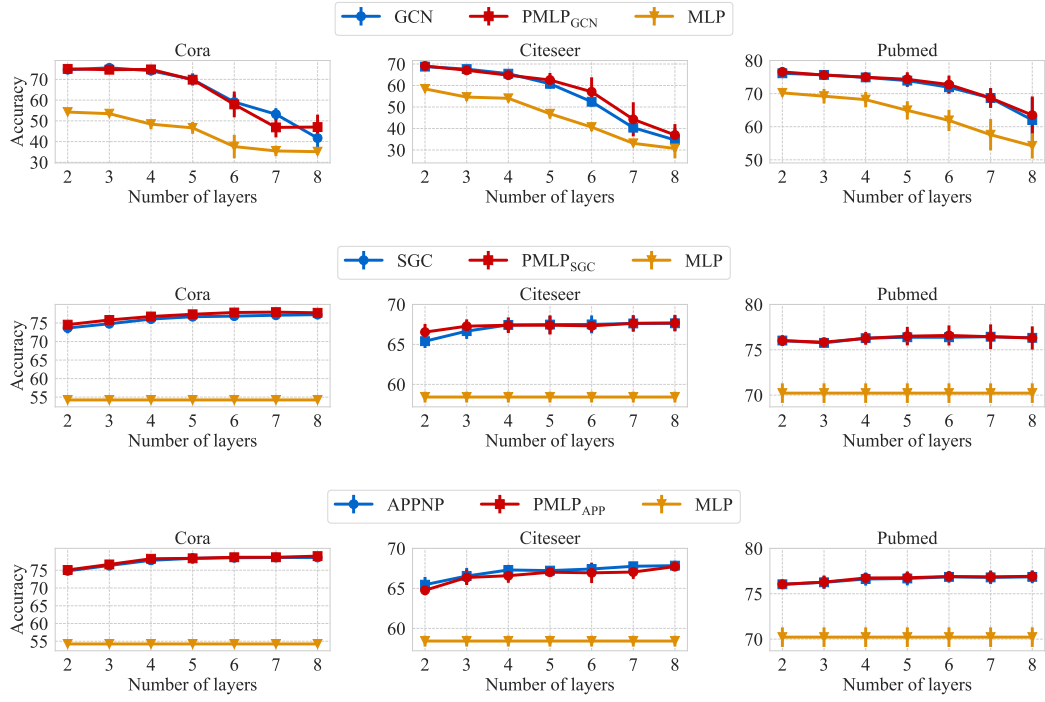 GCN PMLP_GCN MLP
Cora Citeseer Pubmed
Accuracy
70
60
50
40
30
2 3 4 5 6 7 8
Number of layers
70
60
50
40
30
2 3 4 5 6 7 8
Number of layers
80
70
60
50
2 3 4 5 6 7 8
Number of layers
SGC PMLP_SGC MLP
Cora Citeseer Pubmed
Accuracy
75
70
65
60
55
2 3 4 5 6 7 8
Number of layers
70
65
60
2 3 4 5 6 7 8
Number of layers
80
75
70
2 3 4 5 6 7 8
Number of layers
APPNP PMLP_APP MLP
Cora Citeseer Pubmed
Accuracy
75
70
65
60
55
2 3 4 5 6 7 8
Number of layers
70
65
60
2 3 4 5 6 7 8
Number of layers
80
75
70
2 3 4 5 6 7 8
Number of layers